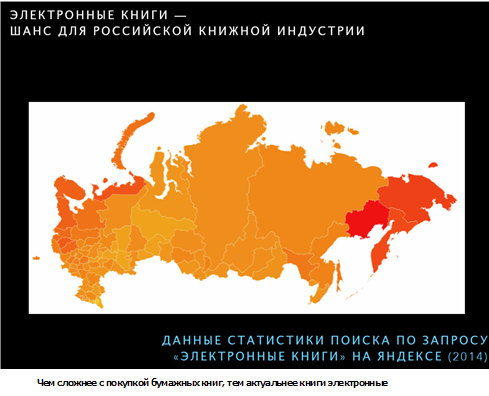 ЭЛЕКТРОННЫЕ КНИГИ —
ШАНС ДЛЯ РОССИЙСКОЙ КНИЖНОЙ ИНДУСТРИИ
ДАННЫЕ СТАТИСТИКИ ПОИСКА ПО ЗАПРОСУ
«ЭЛЕКТРОННЫЕ КНИГИ» НА ЯНДЕКСЕ (2014)
Чем сложнее с покупкой бумажных книг, тем актуальнее книги электронные